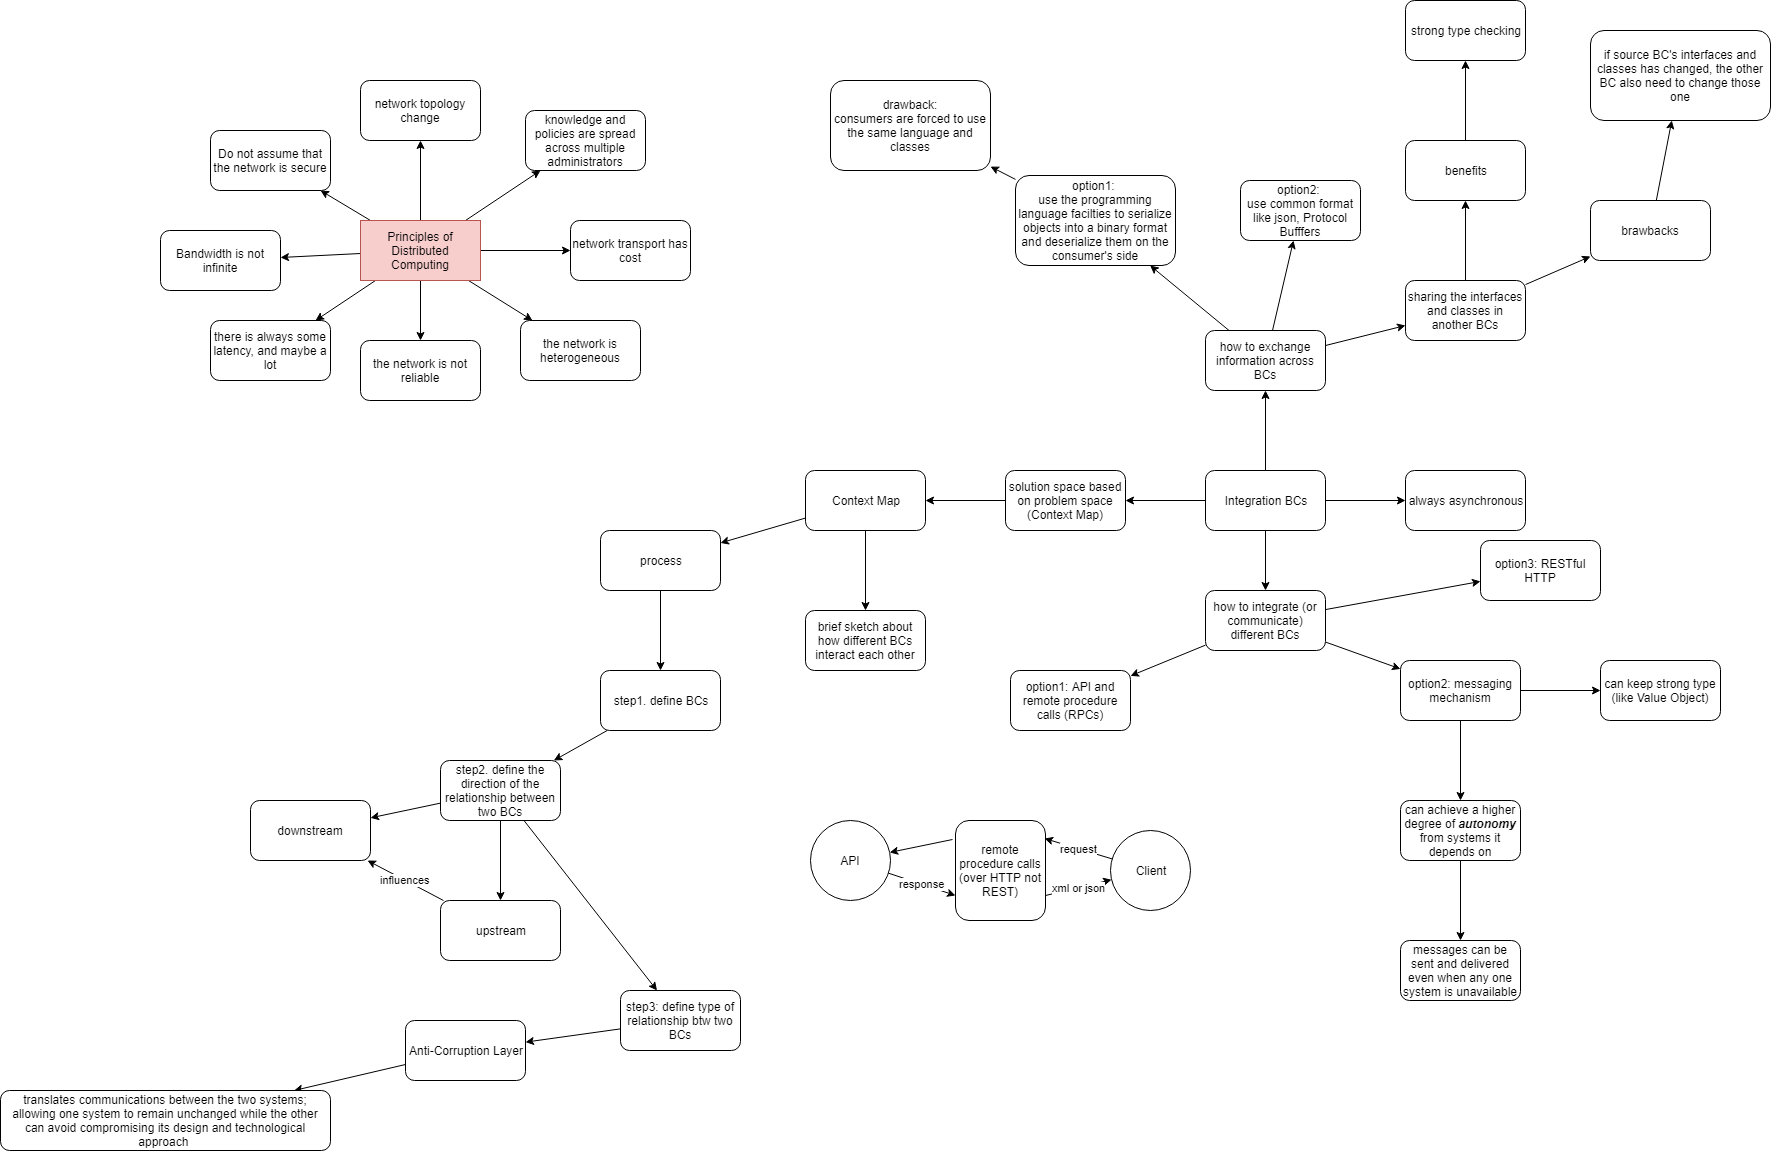 strong type checking
if source BC's interfaces and
classes has changed, the other
BC also need to change those
one
network topology
change
drawback:
consumers are forced to use
the same language and
classes
knowledge and
policies are spread
across multiple
administrators
Do not assume that
the network is secure
benefits
option1:
use the programming
language facilties to serialize
objects into a binary format
and deserialize them on the
consumer's side
option2:
use common format
like json, Protocol
Bufffers
brawbacks
Principles of
Distributed
Computing
network transport has
cost
Bandwidth is not
infinite
sharing the interfaces
and classes in
another BCs
there is always some
latency, and maybe a
lot
the network is not
reliable
the network is
heterogeneous
how to exchange
information across
BCs
Context Map
solution space based
on problem space
(Context Map)
Integration BCs
always asynchronous
process
option3: RESTful
HTTP
brief sketch about
how different BCs
interact each other
how to integrate (or
communicate)
different BCs
step1. define BCs
option1: API and
remote procedure
calls (RPCs)
option2: messaging
mechanism
can keep strong type
(like Value Object)
step2. define the
direction of the
relationship between
two BCs
downstream
influences
upstream
API
response
remote
procedure calls
(over HTTP not
REST)
request
xml or json
Client
can achieve a higher
degree of autonomy
from systems it
depends on
messages can be
sent and delivered
even when any one
system is unavailable
step3: define type of
relationship btw two
BCs
Anti-Corruption Layer
translates communications between the two systems;
allowing one system to remain unchanged while the other
can avoid compromising its design and technological
approach